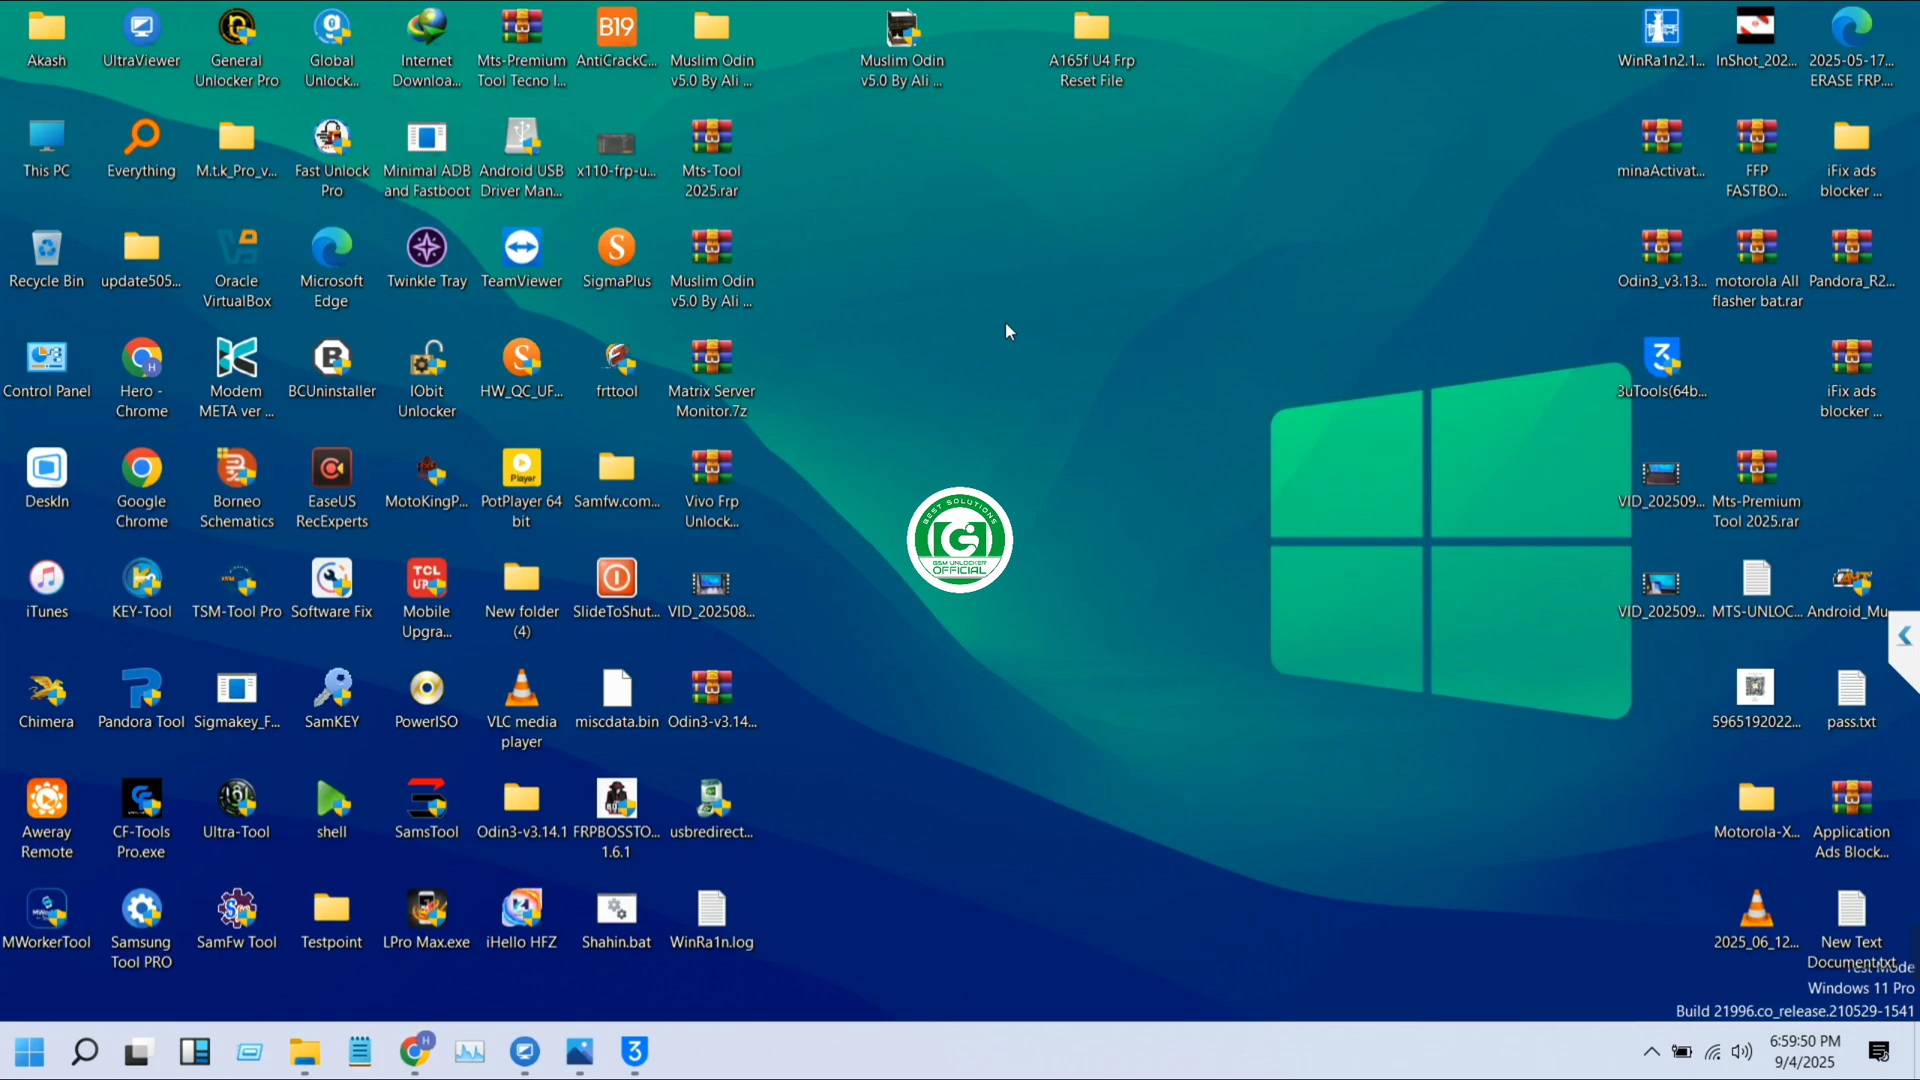 Akash
UltraViewer
General
Unlocker Pro
Global
Unlock...
Internet
Downloa...
Mts-Premium
Tool Tecno I...
B19
AntiCrackC...
Muslim Odin
v5.0 By Ali ...
Muslim Odin
v5.0 By Ali ...
A165f U4 Frp
Reset File
WinRa1n2.1...
InShot_202...
2025-05-17...
ERASE FRP....
This PC
Everything
M.t.k_Pro_v...
Fast Unlock
Pro
Minimal ADB
and Fastboot
Android USB
Driver Man...
x110-frp-u...
Mts-Tool
2025.rar
minaActivat...
FFP
FASTBO...
iFix ads
blocker ...
Recycle Bin
update505...
Oracle
VirtualBox
Microsoft
Edge
Twinkle Tray
TeamViewer
SigmaPlus
Muslim Odin
v5.0 By Ali ...
Odin3_v3.13...
motorola All
flasher bat.rar
Pandora_R2...
Control Panel
Hero -
Chrome
Modem
META ver ...
BCUninstaller
IObit
Unlocker
HW_QC_UF...
frttool
Matrix Server
Monitor.7z
3uTools(64b...
iFix ads
blocker ...
DeskIn
Google
Chrome
Borneo
Schematics
EaseUS
RecExperts
MotoKingP...
Player
PotPlayer 64
bit
Samfw.com...
Vivo Frp
Unlock...
VID_202509...
Mts-Premium
Tool 2025.rar
BEST SOLUTIONS
GSM UNLOCKER
OFFICIAL
iTunes
KEY-Tool
TSM-Tool Pro
Software Fix
TCL
UP
Mobile
Upgra...
New folder
(4)
SlideToShut...
VID_202508...
VID_202509...
MTS-UNLOC...
Android_Mu...
Chimera
Pandora Tool
Sigmakey_F...
SamKEY
PowerISO
VLC media
player
miscdata.bin
Odin3-v3.14...
5965192022...
pass.txt
Aweray
Remote
CF-Tools
Pro.exe
Ultra-Tool
shell
SamsTool
Odin3-v3.14.1
FRPBOSSTO...
1.6.1
usbredirect...
Motorola-X...
Application
Ads Block...
MWorkerTool
Samsung
Tool PRO
SamFw Tool
Testpoint
LPro Max.exe
iHello HFZ
Shahin.bat
WinRa1n.log
2025_06_12...
New Text
Document.txt
Test Mode
Windows 11 Pro
Build 21996.co_release.210529-1541
6:59:50 PM
9/4/2025